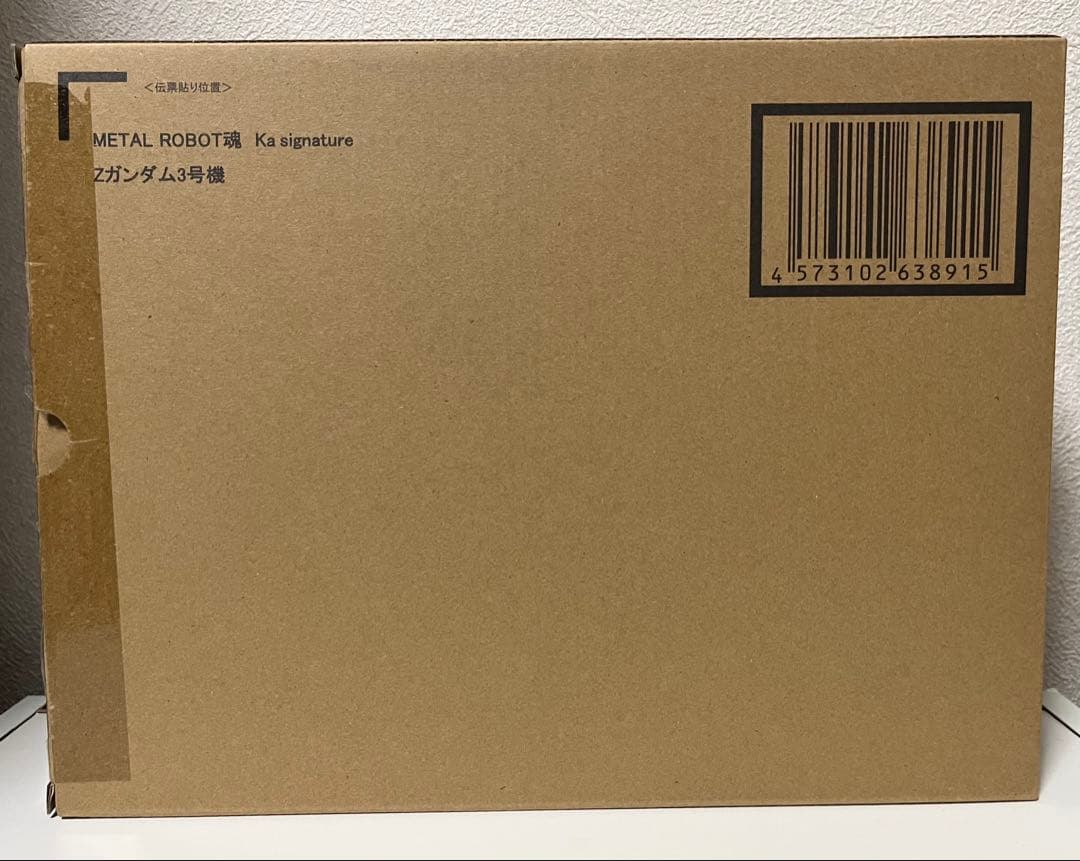 ＜伝票貼り位置＞
METAL ROBOT魂 Ka signature
Zガンダム3号機
4 573102 638915